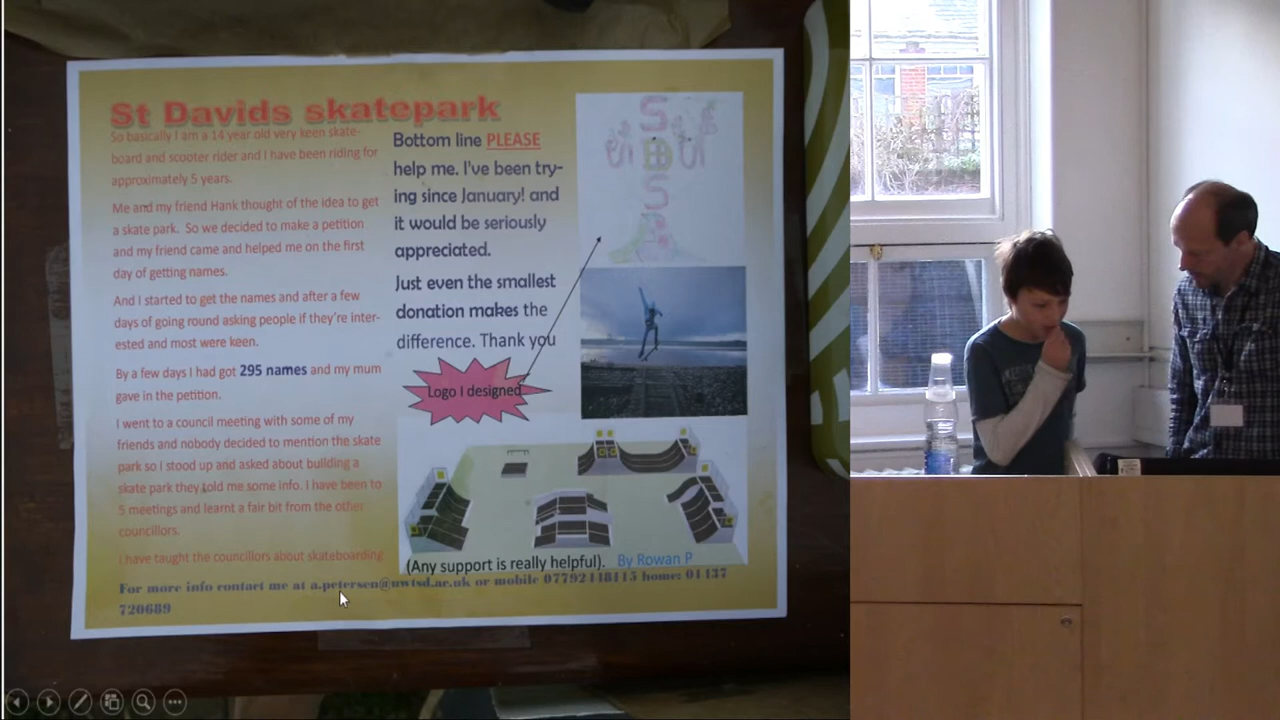 St Davids skatepark
So basically I am a 14 year old very keen skate-
board and scooter rider and I have been riding for
approximately 5 years.
Me and my friend Hank thought of the idea to get
a skate park. So we decided to make a petition
and my friend came and helped me on the first
day of getting names.
And I started to get the names and after a few
days of going round asking people if they're inter-
ested and most were keen.
By a few days I had got 295 names and my mum
gave in the petition.
I went to a council meeting with some of my
friends and nobody decided to mention the skate
park so I stood up and asked about building a
skate park they told me some info. I have been to
5 meetings and learnt a fair bit from the other
councillors.
I have taught the councillors about skateboarding
Bottom line PLEASE
help me. I've been try-
ing since January! and
it would be seriously
appreciated.
Just even the smallest
donation makes the
difference. Thank you
Logo I designed
(Any support is really helpful). By Rowan P
For more info contact me at a.petersen@uwtsd.ac.uk or mobile 07792448415 home: 01437
720689